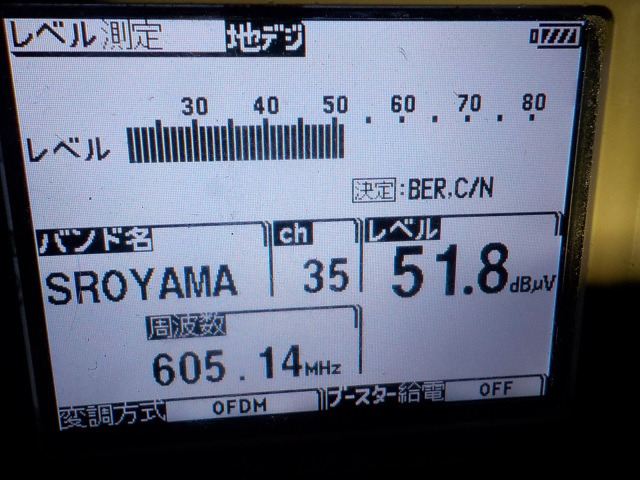 レベル測定 地デジ
30 40 50 60 70 80
レベル
決定:BER,C/N
バンド名 ch レベル
SROYAMA 35 51.8dBμV
周波数
605.14MHz
変調方式 OFDM ブースター給電 OFF